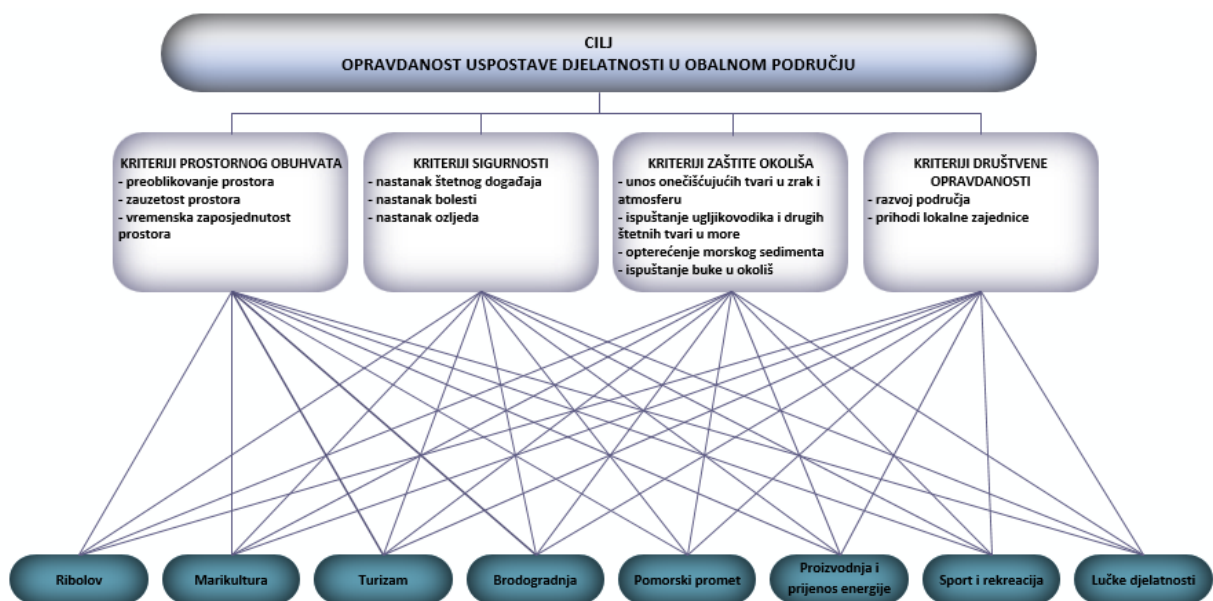 CILJ
OPRAVDANOST USPOSTAVE DJELATNOSTI U OBALNOM PODRUČJU
KRITERIJI PROSTORNOG OBUHVATA
- preoblikovanje prostora
- zauzetost prostora
- vremenska zaposjednutost
prostora
KRITERIJI SIGURNOSTI
- nastanak štetnog događaja
- nastanak bolesti
- nastanak ozljeda
KRITERIJI ZAŠTITE OKOLIŠA
- unos onečišćujućih tvari u zrak i
atmosferu
- ispuštanje ugljikovodika i drugih
štetnih tvari u more
- opterećenje morskog sedimenta
- ispuštanje buke u okoliš
KRITERIJI DRUŠTVENE
OPRAVDANOSTI
- razvoj područja
- prihodi lokalne zajednice
Ribolov
Marikultura
Turizam
Brodogradnja
Pomorski promet
Proizvodnja i
prijenos energije
Sport i rekreacija
Lučke djelatnosti